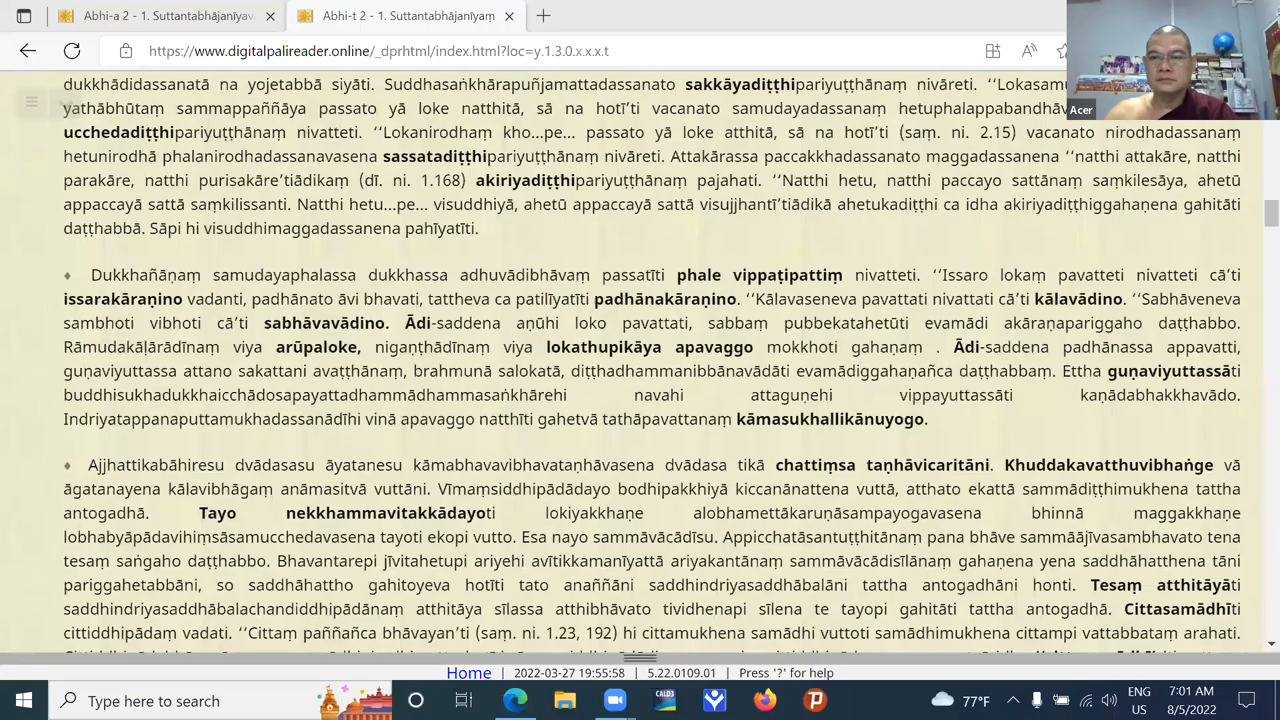 Abhi-a 2 - 1. Suttantabhājanīyav
Abhi-t 2 - 1. Suttantabhājanīyaṃ
https://www.digitalpalireader.online/_dprhtml/index.html?loc=y.1.3.0.x.x.x.t
Acer
dukkhādidassanatā na yojetabbā siyāti. Suddhasaṅkhārapuñjamattadassanato sakkāyadiṭṭhipariyuṭṭhānaṃ nivāreti. ‘‘Lokasamu
yathābhūtaṃ sammappaññāya passato yā loke natthitā, sā na hotī’ti vacanato samudayadassanaṃ hetuphalappabandhāv
ucchedadiṭṭhipariyuṭṭhānaṃ nivatteti. ‘‘Lokanirodhaṃ kho...pe... passato yā loke atthitā, sā na hotī’ti (saṃ. ni. 2.15) vacanato nirodhadassanaṃ
hetunirodhā phalanirodhadassanavasena sassatadiṭṭhipariyuṭṭhānaṃ nivāreti. Attakārassa paccakkhadassanato maggadassanena ‘‘natthi attakāre, natthi
parakāre, natthi purisakāre’tiādikaṃ (dī. ni. 1.168) akiriyadiṭṭhipariyuṭṭhānaṃ pajahati. ‘‘Natthi hetu, natthi paccayo sattānaṃ saṃkilesāya, ahetū
appaccayā sattā saṃkilissanti. Natthi hetu...pe... visuddhiyā, ahetū appaccayā sattā visujjhantī’tiādikā ahetukadiṭṭhi ca idha akiriyadiṭṭhiggahaṇena gahitāti
daṭṭhabbā. Sāpi hi visuddhimaggadassanena pahīyatīti.
♦ Dukkhañāṇaṃ samudayaphalassa dukkhassa adhuvādibhāvaṃ passatīti phale vippaṭipattiṃ nivatteti. ‘‘Issaro lokaṃ pavatteti nivatteti cā’ti
issarakāraṇino vadanti, padhānato āvi bhavati, tattheva ca patilīyatīti padhānakāraṇino. ‘‘Kālavaseneva pavattati nivattati cā’ti kālavādino. ‘‘Sabhāveneva
sambhoti vibhoti cā’ti sabhāvavādino. Ādi-saddena aṇūhi loko pavattati, sabbaṃ pubbekatahetūti evamādi akāraṇapariggaho daṭṭhabbo.
Rāmudakāḷārādīnaṃ viya arūpaloke, nigaṇṭhādīnaṃ viya lokathupikāya apavaggo mokkhoti gahaṇaṃ . Ādi-saddena padhānassa appavatti,
guṇaviyuttassa attano sakattani avaṭṭhānaṃ, brahmunā salokatā, diṭṭhadhammanibbānavādāti evamādiggahaṇañca daṭṭhabbaṃ. Ettha guṇaviyuttassāti
buddhisukhadukkhaicchādosapayattadhammādhammasaṅkhārehi navahi attaguṇehi vippayuttassāti kaṇādabhakkhavādo.
Indriyatappanaputtamukhadassanādīhi vinā apavaggo natthīti gahetvā tathāpavattanaṃ kāmasukhallikānuyogo.
♦ Ajjhattikabāhiresu dvādasasu āyatanesu kāmabhavavibhavataṇhāvasena dvādasa tikā chattiṃsa taṇhāvicaritāni. Khuddakavatthuvibhaṅge vā
āgatanayena kālavibhāgaṃ anāmasitvā vuttāni. Vīmaṃsiddhipādādayo bodhipakkhiyā kiccanānattena vuttā, atthato ekattā sammādiṭṭhimukhena tattha
antogadhā. Tayo nekkhammavitakkādayoti lokiyakkhaṇe alobhamettākaruṇāsampayogavasena bhinnā maggakkhaṇe
lobhabyāpādavihiṃsāsamucchedavasena tayoti ekopi vutto. Esa nayo sammāvācādīsu. Appicchatāsantuṭṭhitānaṃ pana bhāve sammāājīvasambhavato tena
tesaṃ saṅgaho daṭṭhabbo. Bhavantarepi jīvitahetupi ariyehi avītikkamanīyattā ariyakantānaṃ sammāvācādisīlānaṃ gahaṇena yena saddhāhatthena tāni
pariggahetabbāni, so saddhāhattho gahitoyeva hotīti tato anaññāni saddhindriyasaddhābalāni tattha antogadhāni honti. Tesaṃ atthitāyāti
saddhindriyasaddhābalachandiddhipādānaṃ atthitāya sīlassa atthibhāvato tividhenapi sīlena te tayopi gahitāti tattha antogadhā. Cittasamādhīti
cittiddhipādaṃ vadati. ‘‘Cittaṃ paññañca bhāvayan’ti (saṃ. ni. 1.23, 192) hi cittamukhena samādhi vuttoti samādhimukhena cittampi vattabbataṃ arahati.
Home | 2022-03-27 19:55:58 | 5.22.0109.01 | Press '?' for help
Type here to search
77°F
ENG
US
7:01 AM
8/5/2022